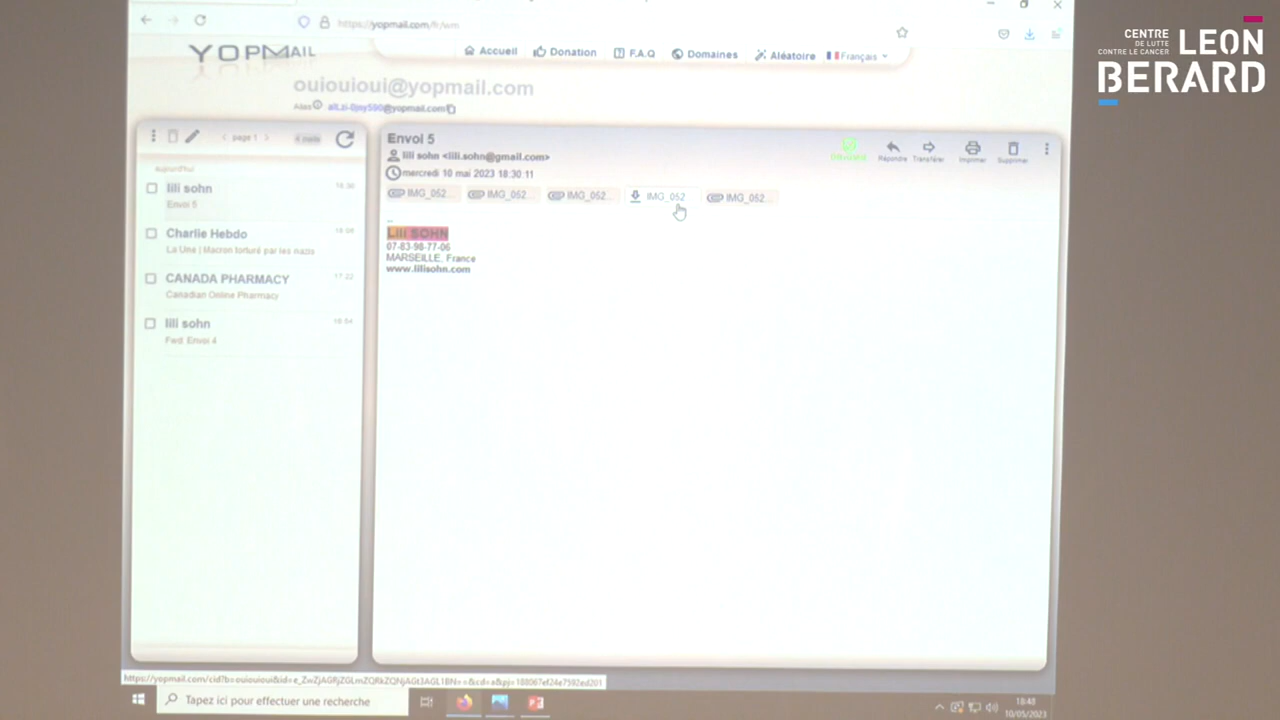 https://yopmail.com/fr/wm
YOPMAIL
Accueil
Donation
F.A.Q
Domaines
Aléatoire
Français
ouiouioui@yopmail.com
Alias
page 1
aujourd'hui
lili sohn
18:30
Envoi 5
Charlie Hebdo
La Une | Macron torturé par les nazis
CANADA PHARMACY
17:22
Canadian Online Pharmacy
lili sohn
Fwd: Envoi 4
Envoi 5
lili sohn <lili.sohn@gmail.com>
mercredi 10 mai 2023 18:30:11
Répondre
Transférer
Imprimer
Supprimer
IMG_052...
IMG_052...
IMG_052...
IMG_052
IMG_052...
Lili SOHN
07-83-98-77-06
MARSEILLE, France
www.lilisohn.com
Tapez ici pour effectuer une recherche
18:48
10/05/2023
CENTRE
DE LUTTE
CONTRE LE CANCER
LEON
BERARD